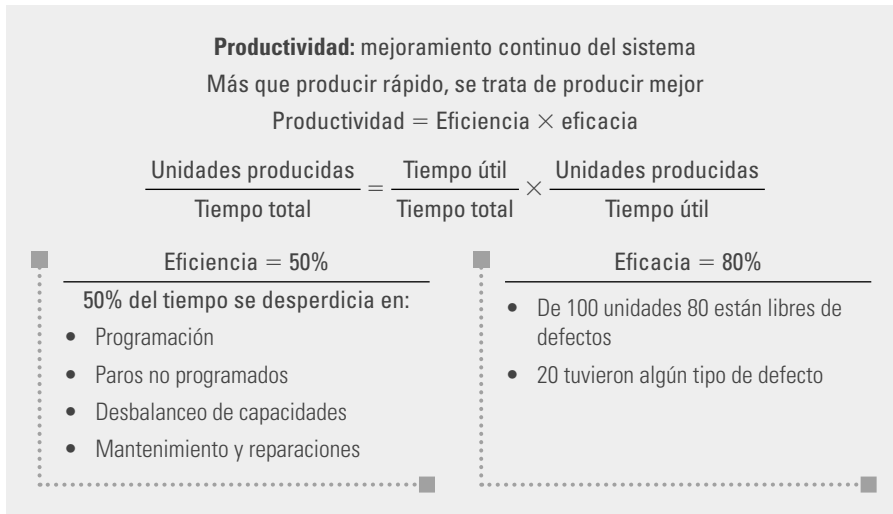 Productividad: mejoramiento continuo del sistema
Más que producir rápido, se trata de producir mejor
Productividad = Eficiencia × eficacia
Unidades producidas / Tiempo total = Tiempo útil / Tiempo total × Unidades producidas / Tiempo útil
Eficiencia = 50%
50% del tiempo se desperdicia en:
• Programación
• Paros no programados
• Desbalanceo de capacidades
• Mantenimiento y reparaciones
Eficacia = 80%
• De 100 unidades 80 están libres de
defectos
• 20 tuvieron algún tipo de defecto